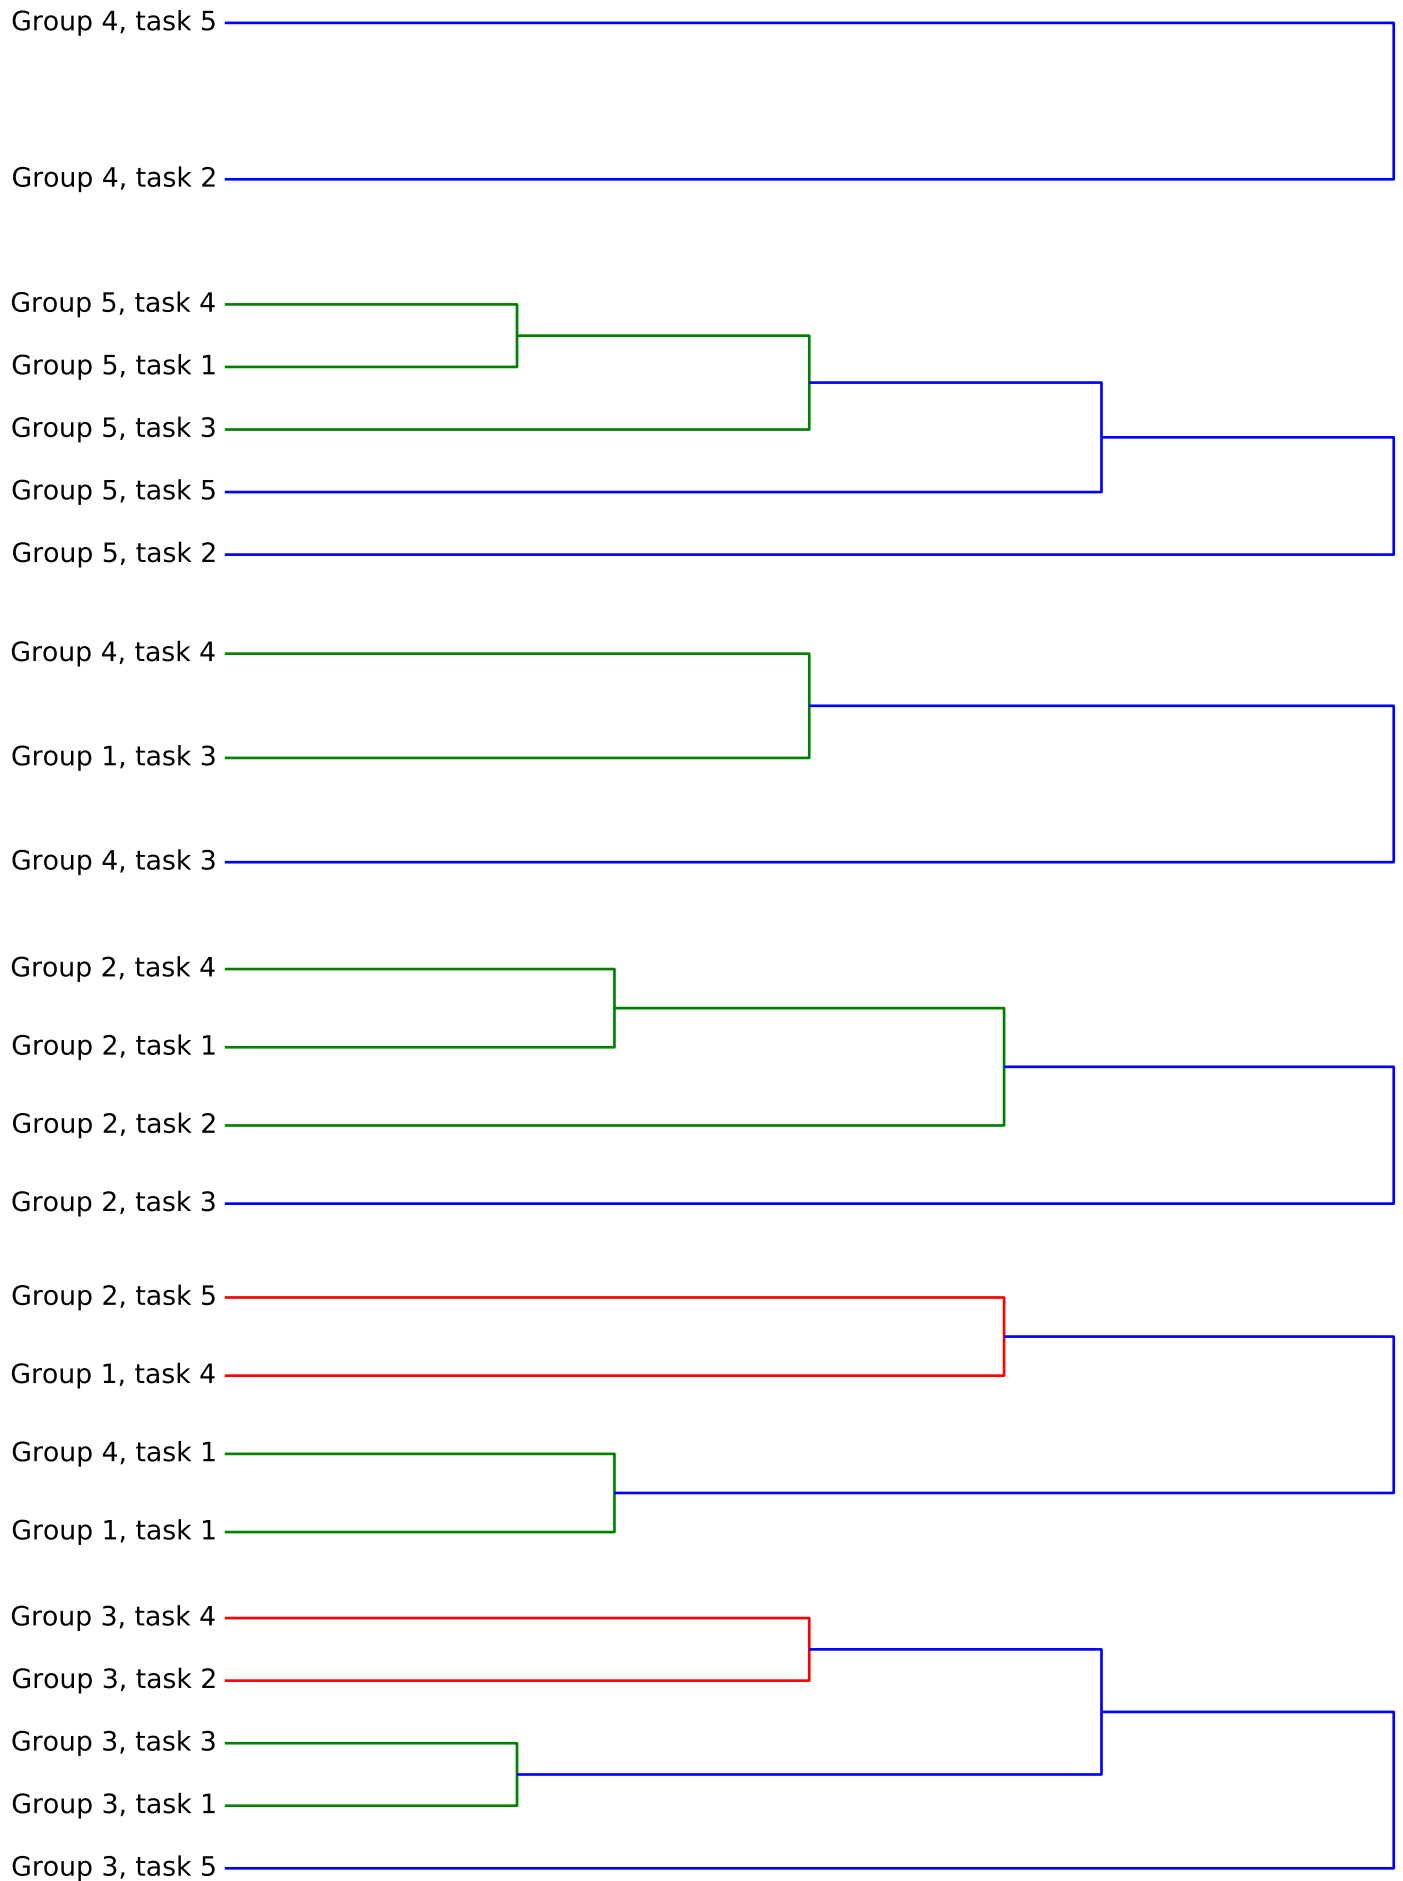 Group 4, task 5
Group 4, task 2
Group 5, task 4
Group 5, task 1
Group 5, task 3
Group 5, task 5
Group 5, task 2
Group 4, task 4
Group 1, task 3
Group 4, task 3
Group 2, task 4
Group 2, task 1
Group 2, task 2
Group 2, task 3
Group 2, task 5
Group 1, task 4
Group 4, task 1
Group 1, task 1
Group 3, task 4
Group 3, task 2
Group 3, task 3
Group 3, task 1
Group 3, task 5